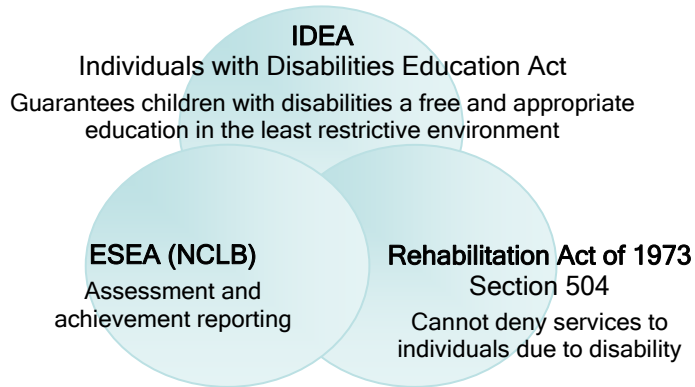 IDEA
Individuals with Disabilities Education Act
Guarantees children with disabilities a free and appropriate
education in the least restrictive environment
ESEA (NCLB)
Assessment and
achievement reporting
Rehabilitation Act of 1973
Section 504
Cannot deny services to
individuals due to disability